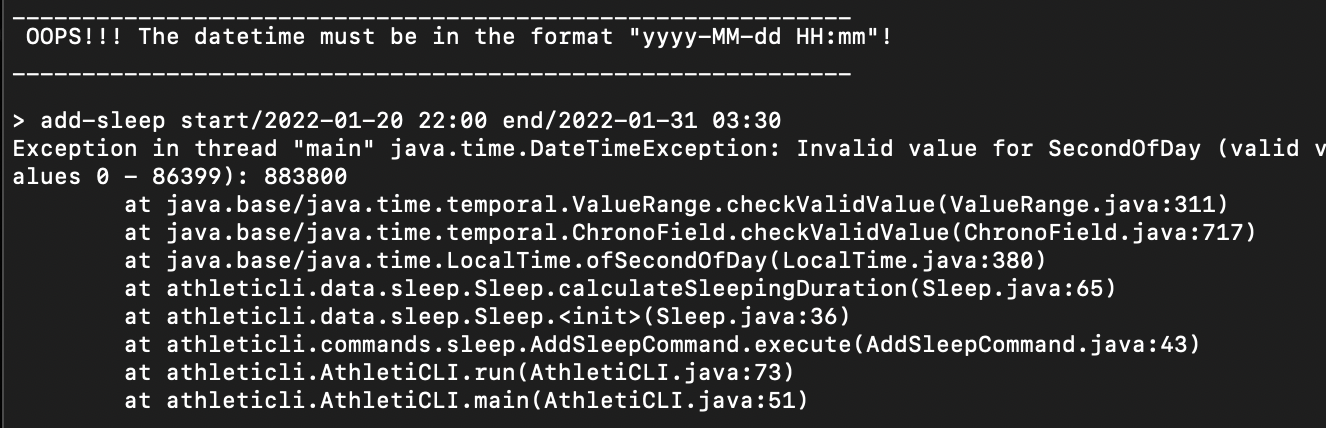 ____________________________________________________________
OOPS!!! The datetime must be in the format "yyyy-MM-dd HH:mm"!
____________________________________________________________
> add-sleep start/2022-01-20 22:00 end/2022-01-31 03:30
Exception in thread "main" java.time.DateTimeException: Invalid value for SecondOfDay (valid v
alues 0 - 86399): 883800
at java.base/java.time.temporal.ValueRange.checkValidValue(ValueRange.java:311)
at java.base/java.time.temporal.ChronoField.checkValidValue(ChronoField.java:717)
at java.base/java.time.LocalTime.ofSecondOfDay(LocalTime.java:380)
at athleticli.data.sleep.Sleep.calculateSleepingDuration(Sleep.java:65)
at athleticli.data.sleep.Sleep.<init>(Sleep.java:36)
at athleticli.commands.sleep.AddSleepCommand.execute(AddSleepCommand.java:43)
at athleticli.AthletiCLI.run(AthletiCLI.java:73)
at athleticli.AthletiCLI.main(AthletiCLI.java:51)